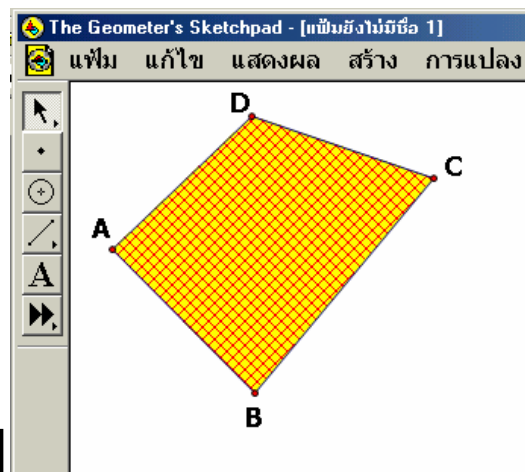 The Geometer's Sketchpad - [แฟ้มยังไม่มีชื่อ 1]
แฟ้ม แก้ไข แสดงผล สร้าง การแปลง
D
C
A
A
B